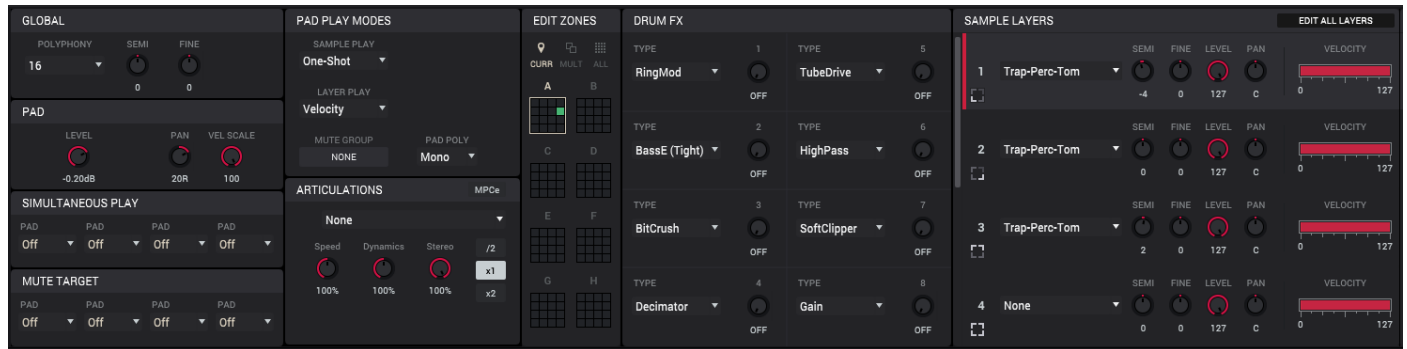 GLOBAL
POLYPHONY SEMI FINE
16
0 0
PAD
LEVEL PAN VEL SCALE
-0.20dB 20R 100
SIMULTANEOUS PLAY
PAD PAD PAD PAD
Off Off Off Off
MUTE TARGET
PAD PAD PAD PAD
Off Off Off Off
PAD PLAY MODES
SAMPLE PLAY
One-Shot
LAYER PLAY
Velocity
MUTE GROUP PAD POLY
NONE Mono
ARTICULATIONS MPCe
None
Speed Dynamics Stereo /2
x1
100% 100% 100% x2
EDIT ZONES
CURR MULT ALL
A B
C D
E F
G H
DRUM FX
TYPE 1 TYPE 5
RingMod TubeDrive
OFF OFF
TYPE 2 TYPE 6
BassE (Tight) HighPass
OFF OFF
TYPE 3 TYPE 7
BitCrush SoftClipper
OFF OFF
TYPE 4 TYPE 8
Decimator Gain
OFF OFF
SAMPLE LAYERS EDIT ALL LAYERS
SEMI FINE LEVEL PAN VELOCITY
1 Trap-Perc-Tom
-4 0 127 C 0 127
SEMI FINE LEVEL PAN VELOCITY
2 Trap-Perc-Tom
0 0 127 C 0 127
SEMI FINE LEVEL PAN VELOCITY
3 Trap-Perc-Tom
2 0 127 C 0 127
SEMI FINE LEVEL PAN VELOCITY
4 None
0 0 127 C 0 127